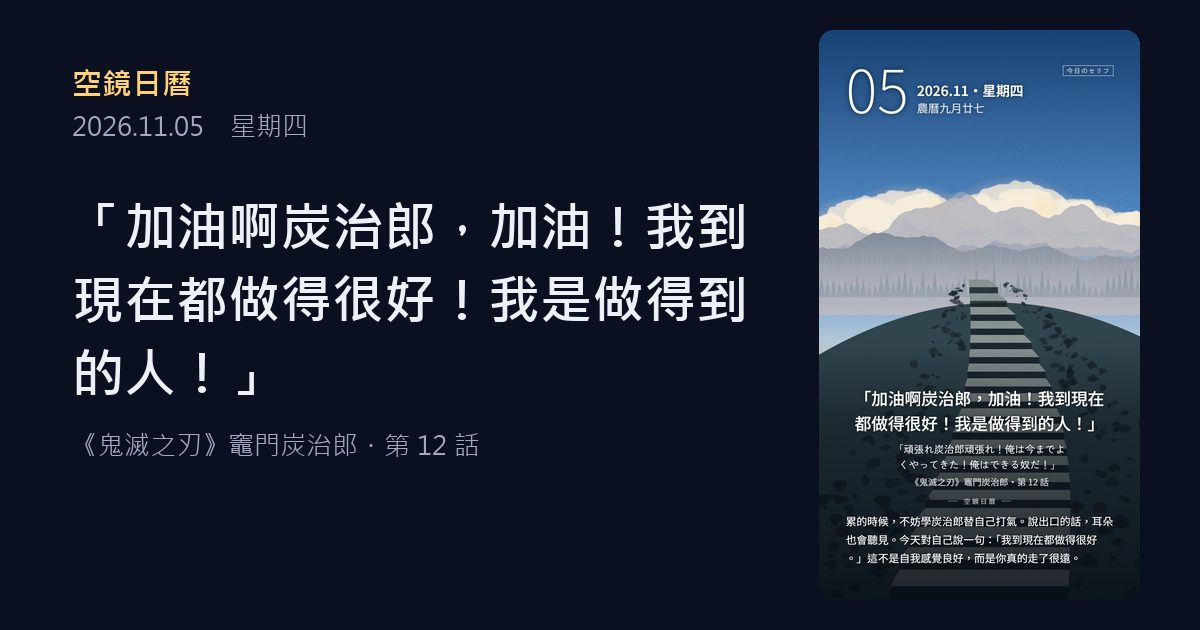 空鏡日曆
2026.11.05 星期四
「加油啊炭治郎，加油！我到
現在都做得很好！我是做得到
的人！」
《鬼滅之刃》竈門炭治郎・第 12 話
05
2026.11・星期四
農曆九月廿七
今日のセリフ
「加油啊炭治郎，加油！我到現在
都做得很好！我是做得到的人！」
「頑張れ炭治郎頑張れ！俺は今までよ
くやってきた！俺はできる奴だ！」
《鬼滅之刃》竈門炭治郎・第 12 話
— 空鏡日曆 —
累的時候，不妨學炭治郎替自己打氣。說出口的話，耳朵
也會聽見。今天對自己說一句：「我到現在都做得很好
。」這不是自我感覺良好，而是你真的走了很遠。